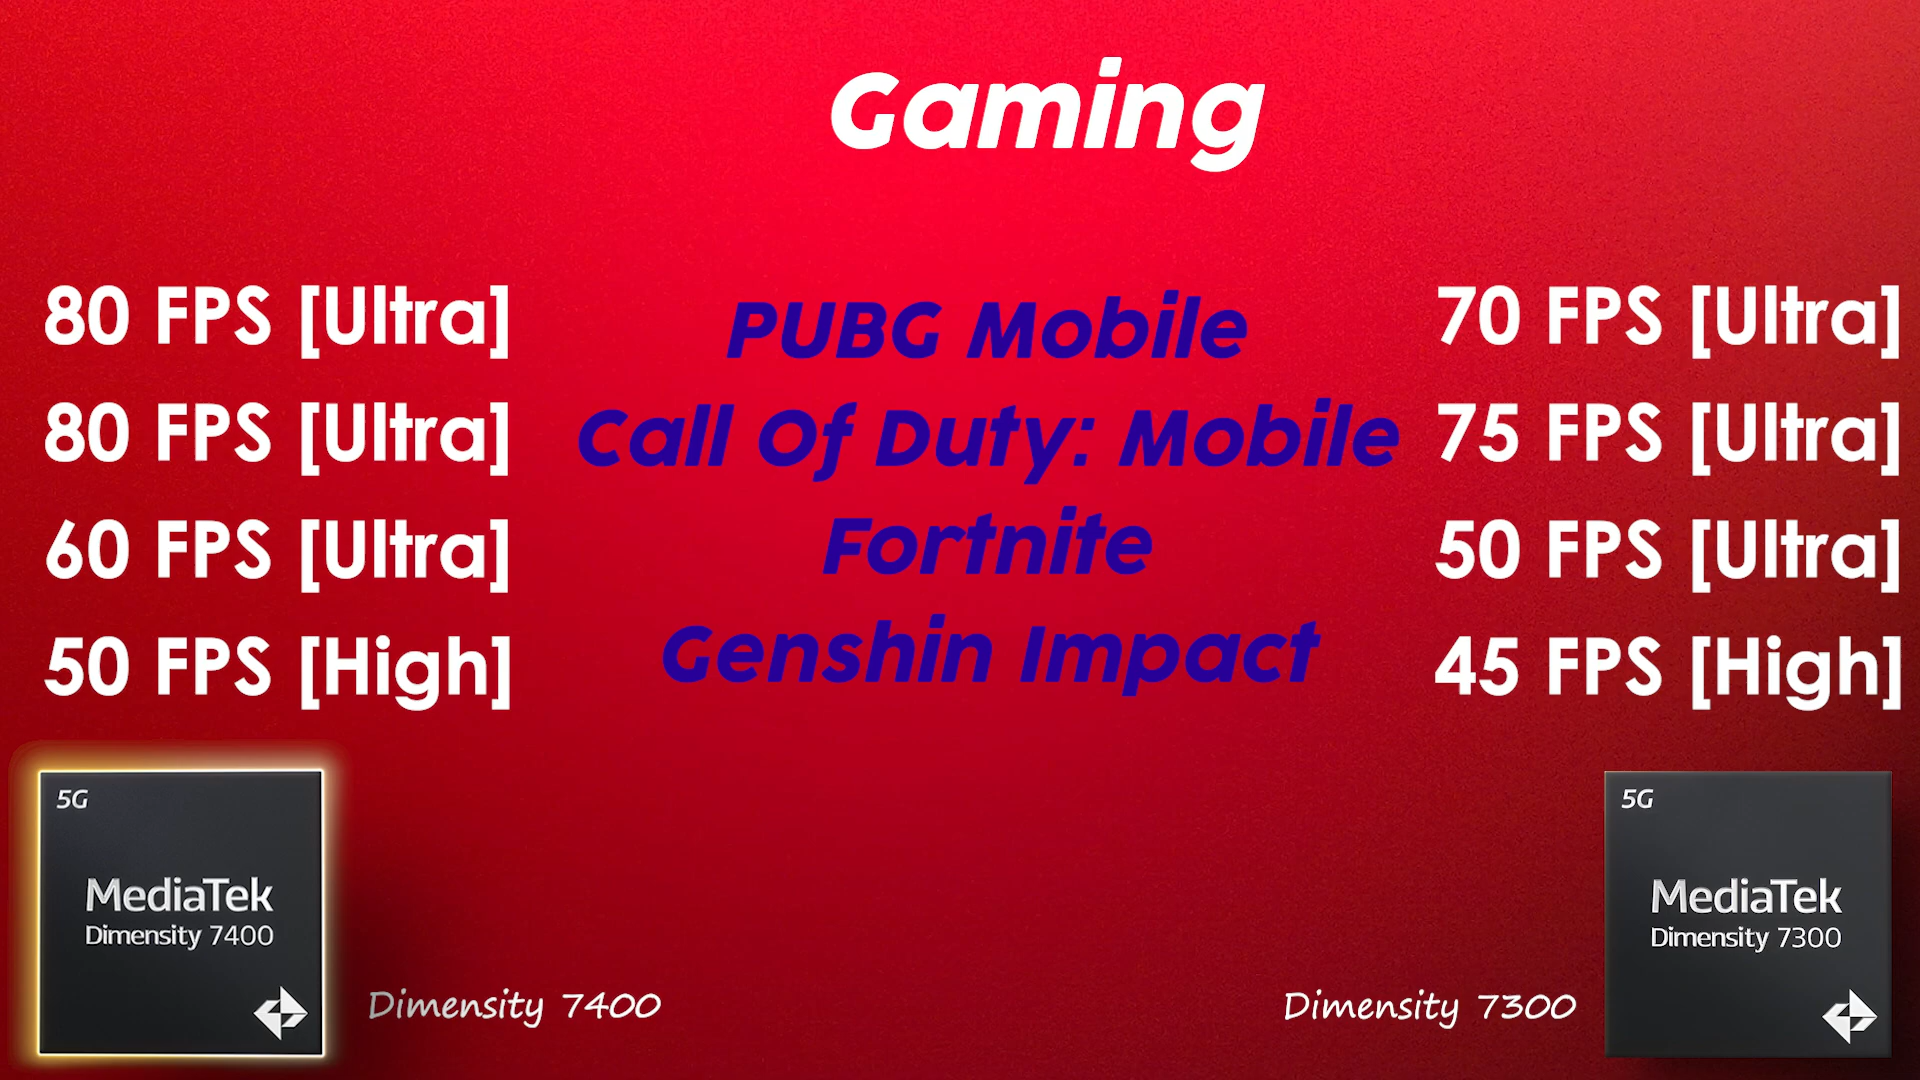 Gaming
80 FPS [Ultra] PUBG Mobile 70 FPS [Ultra]
80 FPS [Ultra] Call Of Duty: Mobile 75 FPS [Ultra]
60 FPS [Ultra] Fortnite 50 FPS [Ultra]
50 FPS [High] Genshin Impact 45 FPS [High]
5G
MediaTek
Dimensity 7400
Dimensity 7400
Dimensity 7300
5G
MediaTek
Dimensity 7300